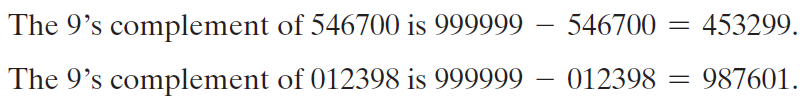 The 9’s complement of 546700 is 999999 − 546700 = 453299.
The 9’s complement of 012398 is 999999 − 012398 = 987601.